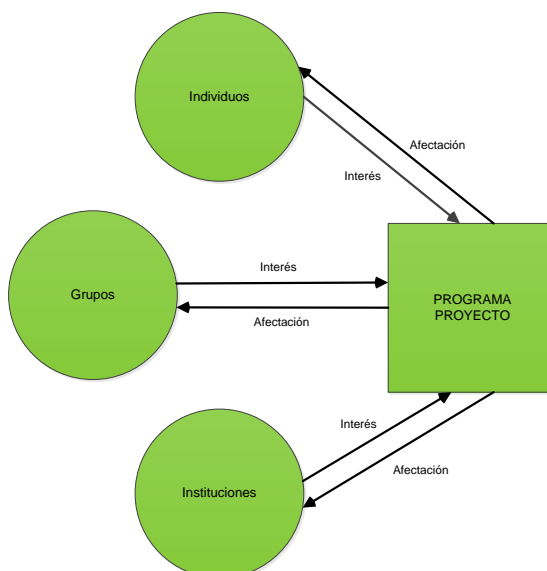 Individuos
Afectación
Interés
Interés
Grupos
PROGRAMA
PROYECTO
Afectación
Interés
Afectación
Instituciones